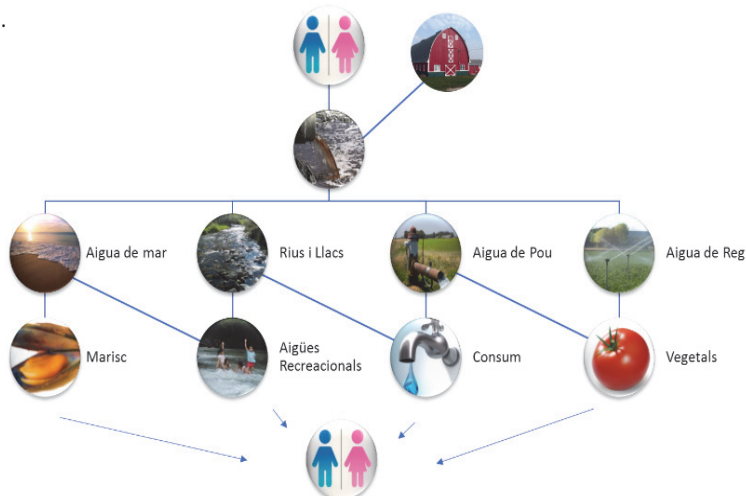 .
Aigua de mar
Rius i Llacs
Aigua de Pou
Aigua de Reg
Marisc
Aigües
Recreacionals
Consum
Vegetals